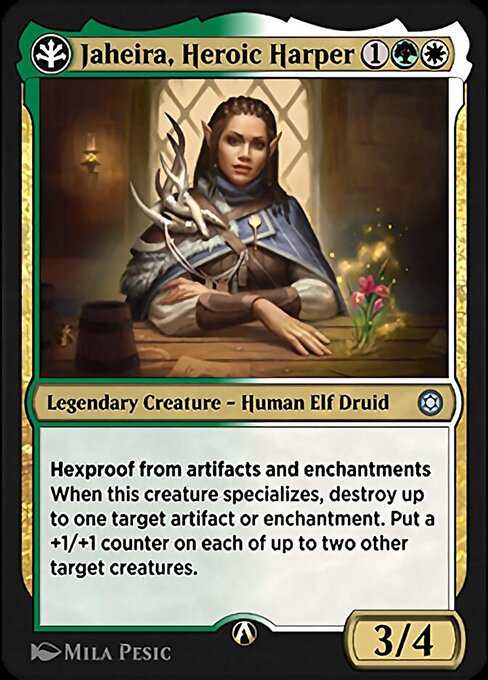 Jaheira, Heroic Harper 1
Legendary Creature – Human Elf Druid
Hexproof from artifacts and enchantments
When this creature specializes, destroy up
to one target artifact or enchantment. Put a
+1/+1 counter on each of up to two other
target creatures.
3/4
MILA PESIC